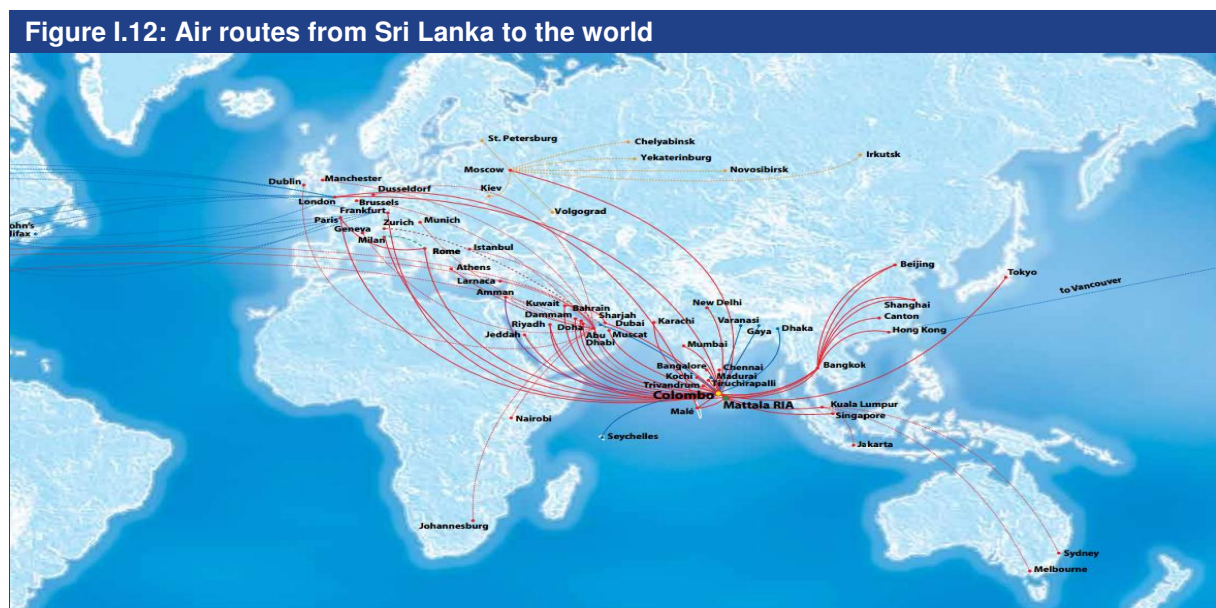 Figure I.12: Air routes from Sri Lanka to the world
St. Petersburg
Chelyabinsk
Yekaterinburg
Irkutsk
Moscow
Novosibirsk
Dublin
Manchester
Dusseldorf
Kiev
London
Brussels
Frankfurt
Volgograd
Paris
Zurich
Munich
Geneva
ohn's
lifax
Milan
Rome
Istanbul
Athens
Beijing
Larnaca
Tokyo
Amman
to Vancouver
Kuwait
Bahrain
New Delhi
Shanghai
Dammam
Sharjah
Canton
Riyadh
Doha
Dubai
Karachi
Varanasi
Gaya
Dhaka
Hong Kong
Jeddah
Abu
Dhabi
Muscat
Mumbai
Bangalore
Chennai
Bangkok
Kochi
Madurai
Trivandrum
Tiruchirapalli
Colombo
Mattala RIA
Kuala Lumpur
Malé
Singapore
Nairobi
Seychelles
Jakarta
Johannesburg
Sydney
Melbourne